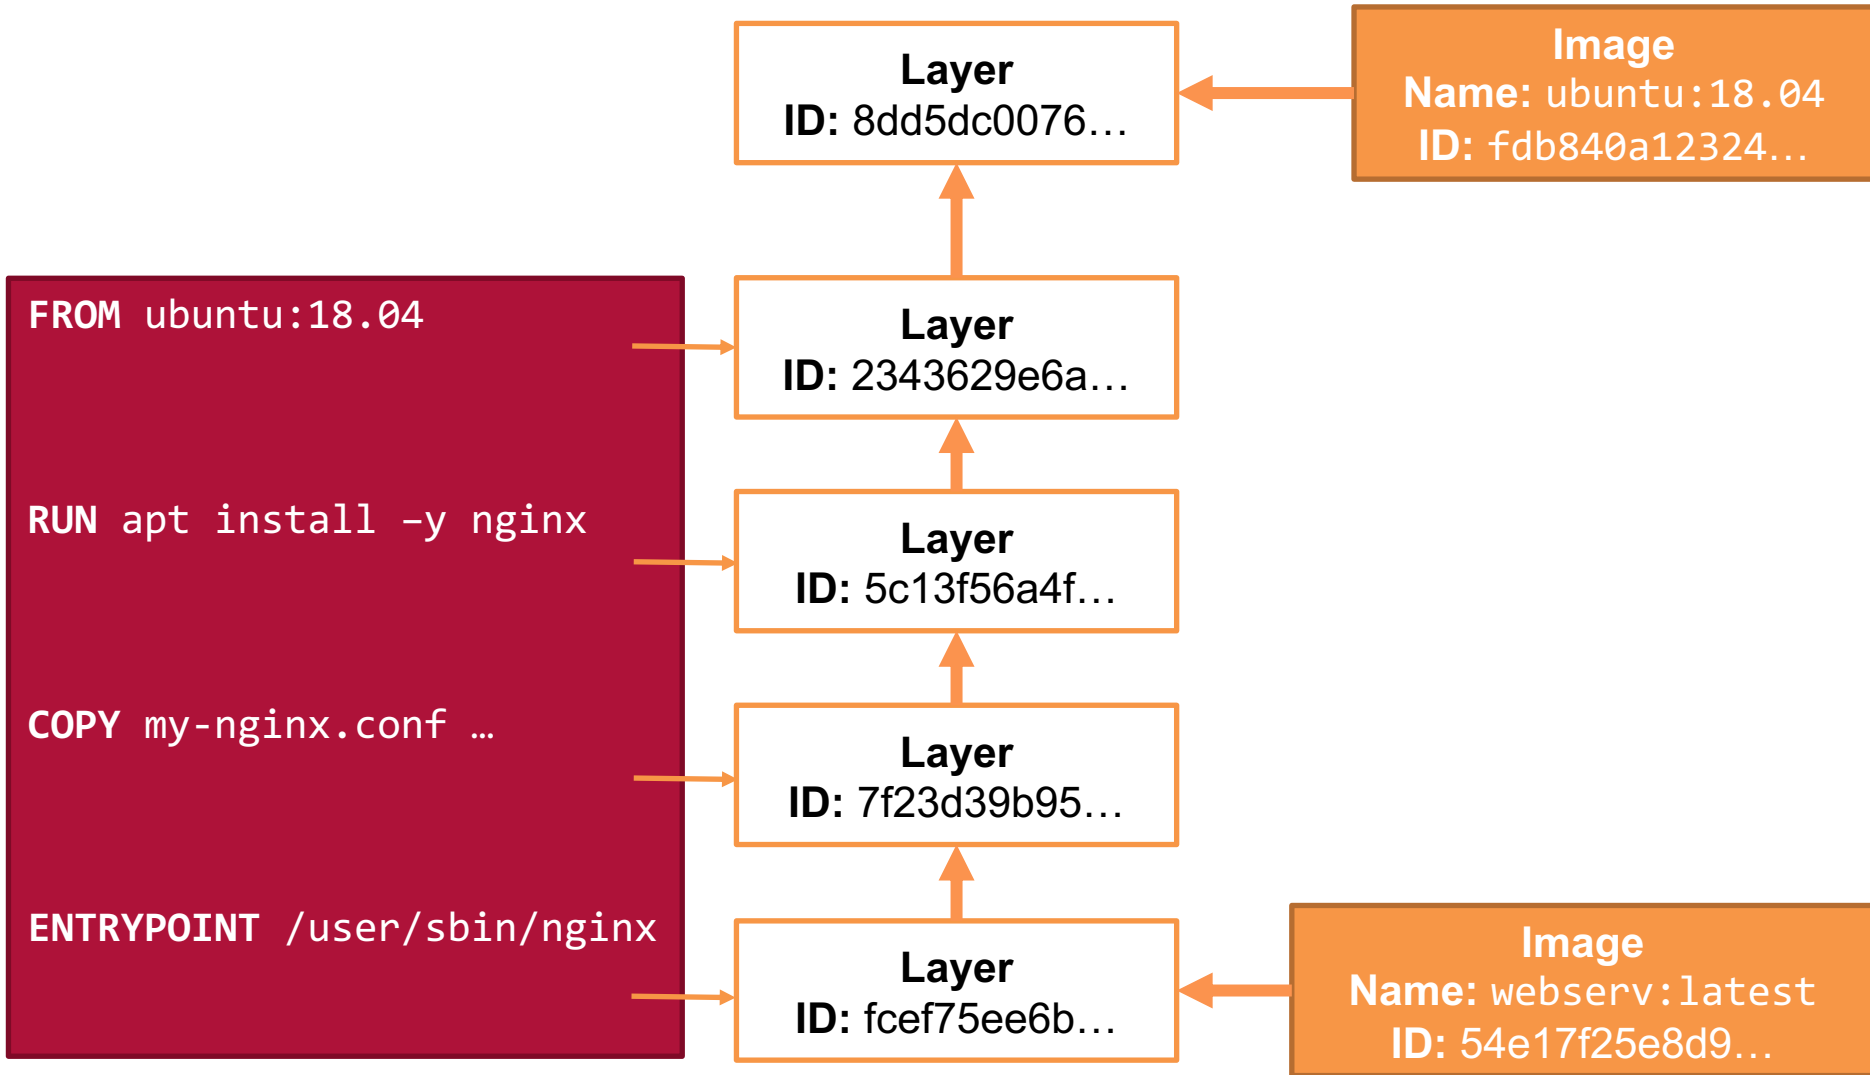 Layer
ID: 8dd5dc0076…
Image
Name: ubuntu:18.04
ID: fdb840a12324…
FROM ubuntu:18.04
Layer
ID: 2343629e6a…
RUN apt install –y nginx
Layer
ID: 5c13f56a4f…
COPY my-nginx.conf …
Layer
ID: 7f23d39b95…
ENTRYPOINT /user/sbin/nginx
Layer
ID: fcef75ee6b…
Image
Name: webserv:latest
ID: 54e17f25e8d9…